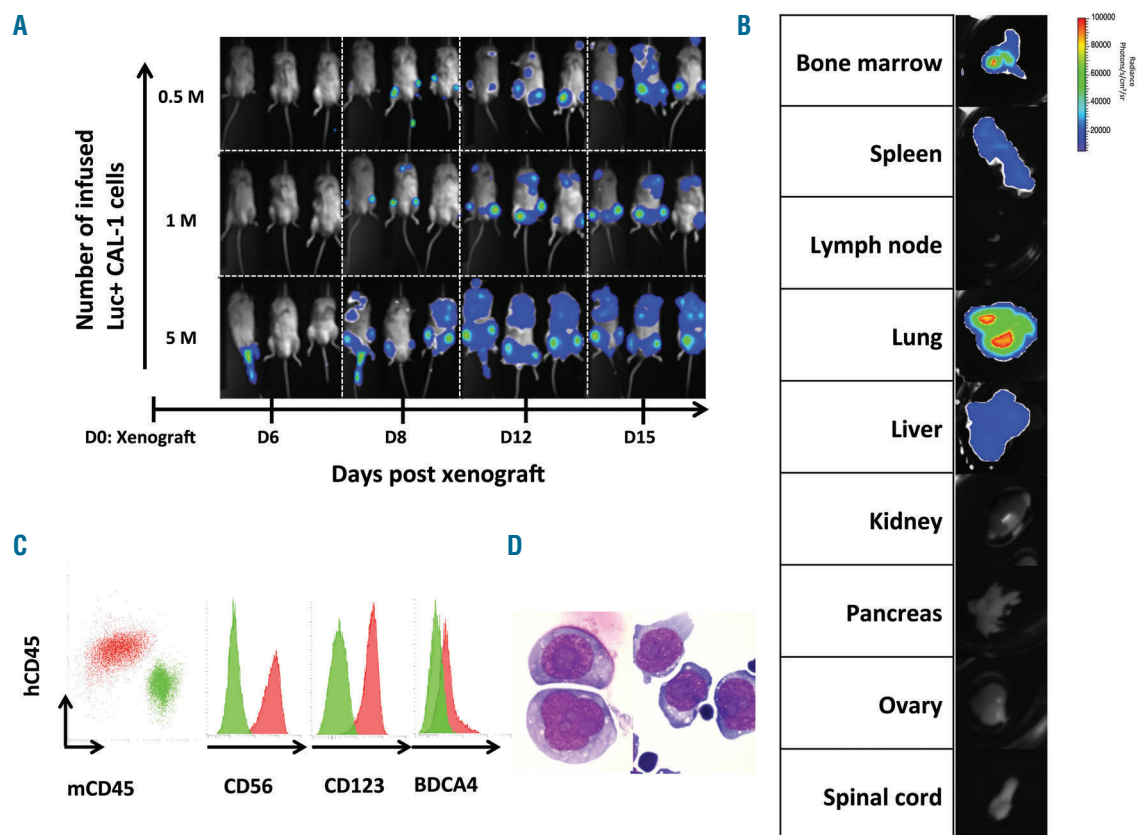 A
Number of infused
Luc+ CAL-1 cells
0.5 M
1 M
5 M
D0: Xenograft
D6
D8
D12
D15
Days post xenograft
B
Bone marrow
Spleen
Lymph node
Lung
Liver
Kidney
Pancreas
Ovary
Spinal cord
100000
80000
60000
40000
20000
Radiance
Photons/s/cm²/sr
C
hCD45
mCD45
CD56
CD123
BDCA4
D